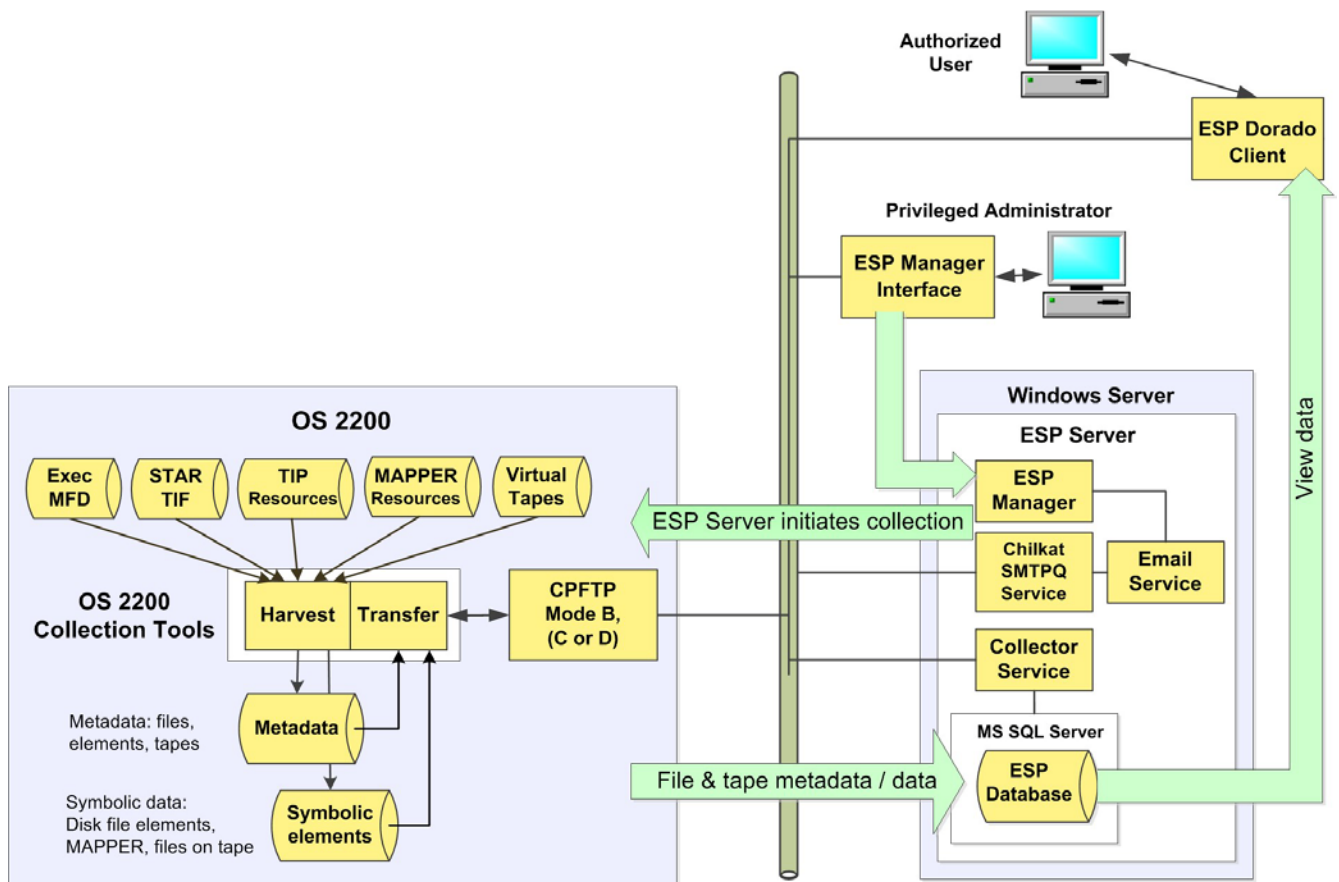 Authorized
User
ESP Dorado
Client
Privileged Administrator
ESP Manager
Interface
View data
OS 2200
Exec
MFD
STAR
TIF
TIP
Resources
MAPPER
Resources
Virtual
Tapes
OS 2200
Collection Tools
Harvest
Transfer
CPFTP
Mode B,
(C or D)
Metadata: files,
elements, tapes
Metadata
Symbolic data:
Disk file elements,
MAPPER, files on tape
Symbolic
elements
ESP Server initiates collection
File & tape metadata / data
Windows Server
ESP Server
ESP
Manager
Chilkat
SMTPQ
Service
Email
Service
Collector
Service
MS SQL Server
ESP
Database